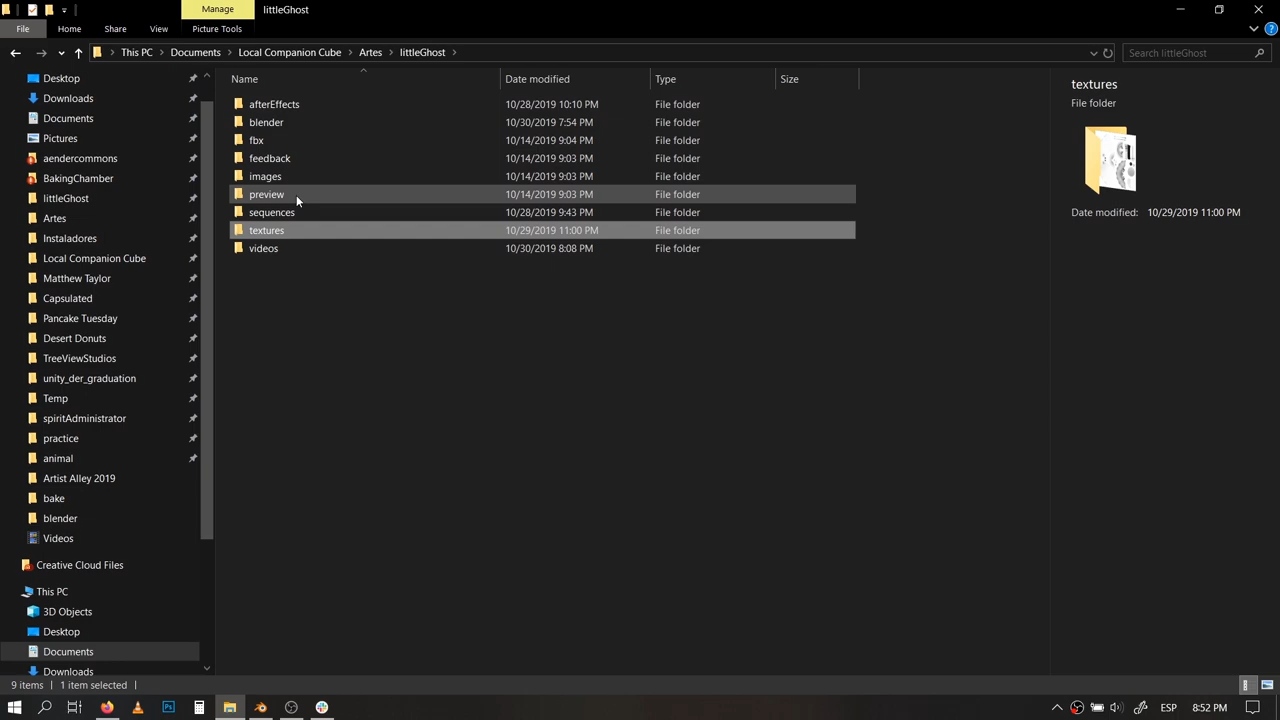 Manage
littleGhost
File
Home
Share
View
Picture Tools
This PC
Documents
Local Companion Cube
Artes
littleGhost
Search littleGhost
Desktop
Downloads
Documents
Pictures
aendercommons
BakingChamber
littleGhost
Artes
Instaladores
Local Companion Cube
Matthew Taylor
Capsulated
Pancake Tuesday
Desert Donuts
TreeViewStudios
unity_der_graduation
Temp
spiritAdministrator
practice
animal
Artist Alley 2019
bake
blender
Videos
Creative Cloud Files
This PC
3D Objects
Desktop
Documents
Downloads
Name Date modified Type Size
afterEffects 10/28/2019 10:10 PM File folder
blender 10/30/2019 7:54 PM File folder
fbx 10/14/2019 9:04 PM File folder
feedback 10/14/2019 9:03 PM File folder
images 10/14/2019 9:03 PM File folder
preview 10/14/2019 9:03 PM File folder
sequences 10/28/2019 9:43 PM File folder
textures 10/29/2019 11:00 PM File folder
videos 10/30/2019 8:08 PM File folder
textures
File folder
Date modified: 10/29/2019 11:00 PM
9 items 1 item selected
Ps
ESP 8:52 PM